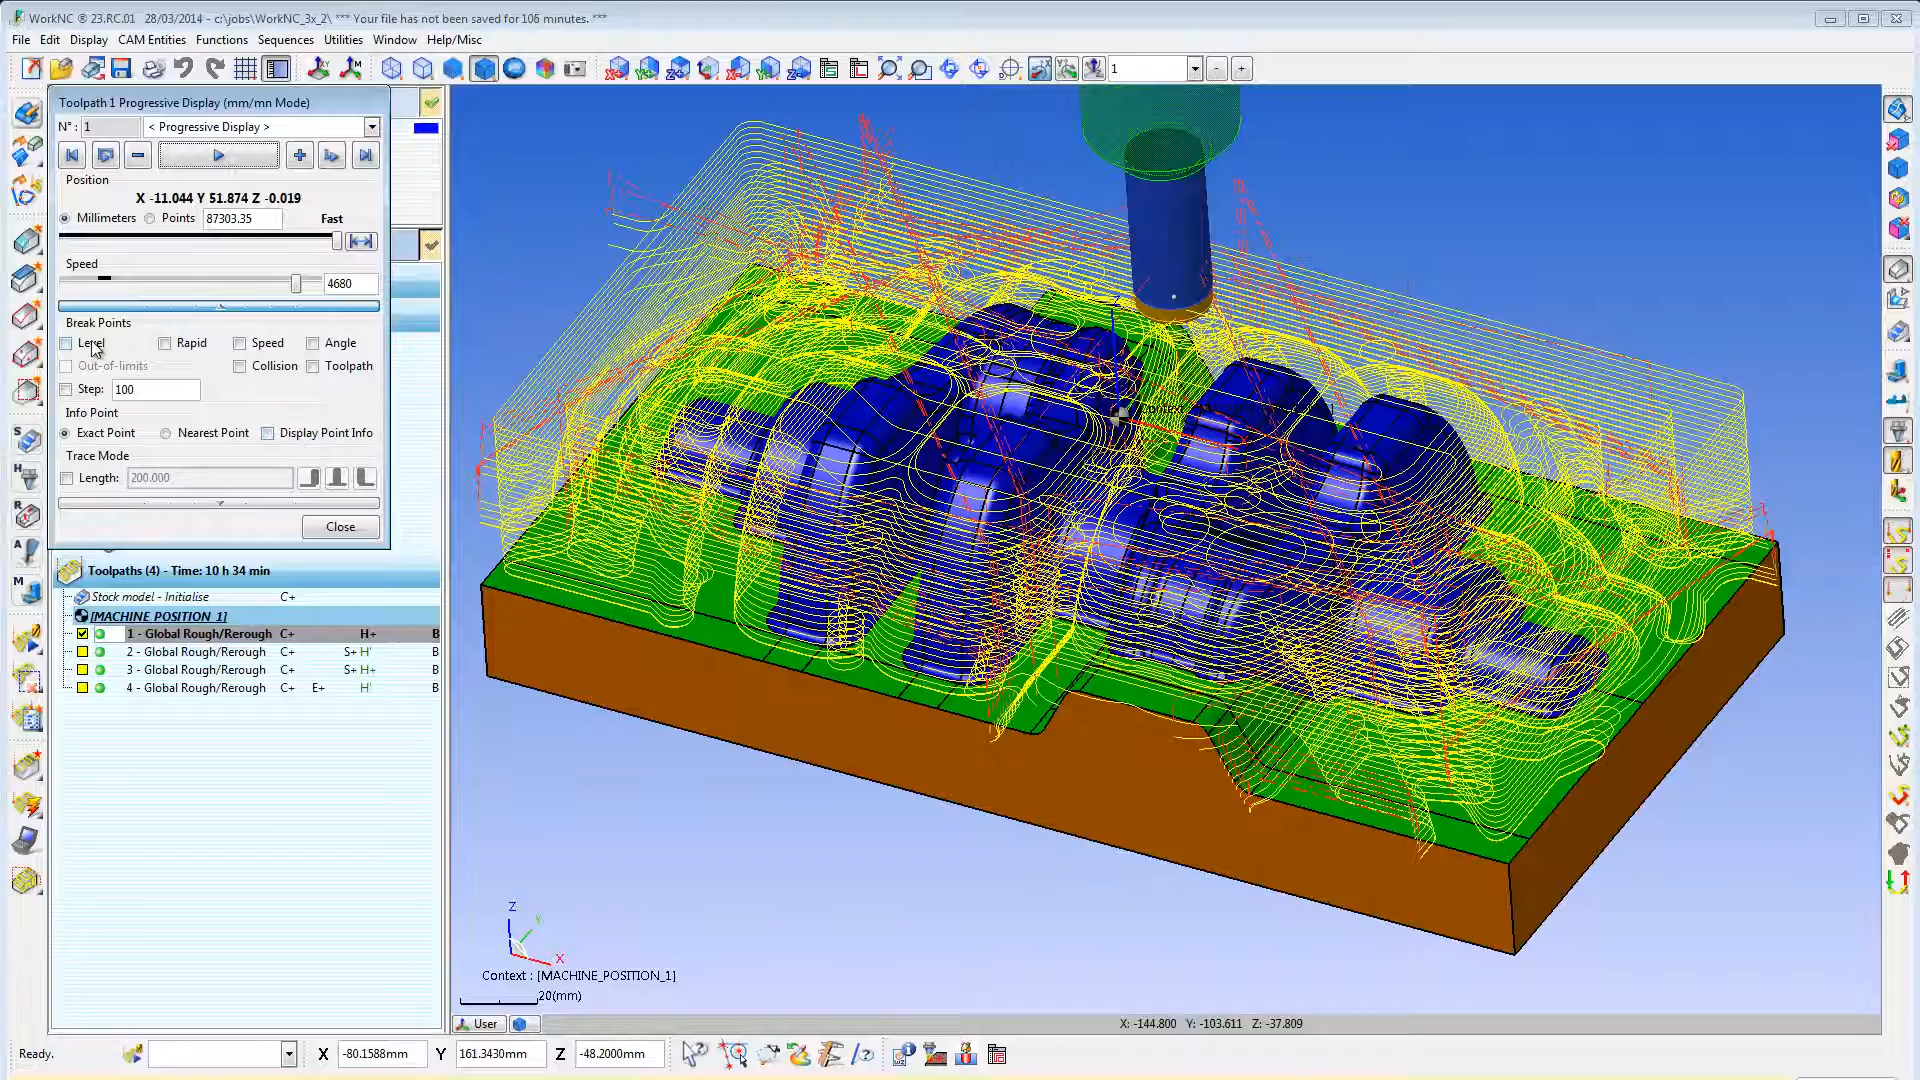 WorkNC ® 23.RC.01 28/03/2014 - c:\jobs\WorkNC_3x_2\ *** Your file has not been saved for 106 minutes. ***
File Edit Display CAM Entities Functions Sequences Utilities Window Help/Misc
1
- +
Toolpath 1 Progressive Display (mm/mn Mode)
N° : 1 < Progressive Display >
Position
X -11.044 Y 51.874 Z -0.019
Millimeters Points 87303.35 Fast
Speed
4680
Break Points
Level Rapid Speed Angle
Out-of-limits Collision Toolpath
Step: 100
Info Point
Exact Point Nearest Point Display Point Info
Trace Mode
Length: 200.000
Close
Toolpaths (4) - Time: 10 h 34 min
Stock model - Initialise C+
[MACHINE POSITION 1]
1 - Global Rough/Rerough C+ H+ B
2 - Global Rough/Rerough C+ S+ H' B
3 - Global Rough/Rerough C+ S+ H+ B
4 - Global Rough/Rerough C+ E+ H' B
Z
Y
X
Context : [MACHINE_POSITION_1]
20(mm)
User
X: -144.800 Y: -103.611 Z: -37.809
Ready.
X -80.1588mm Y 161.3430mm Z -48.2000mm